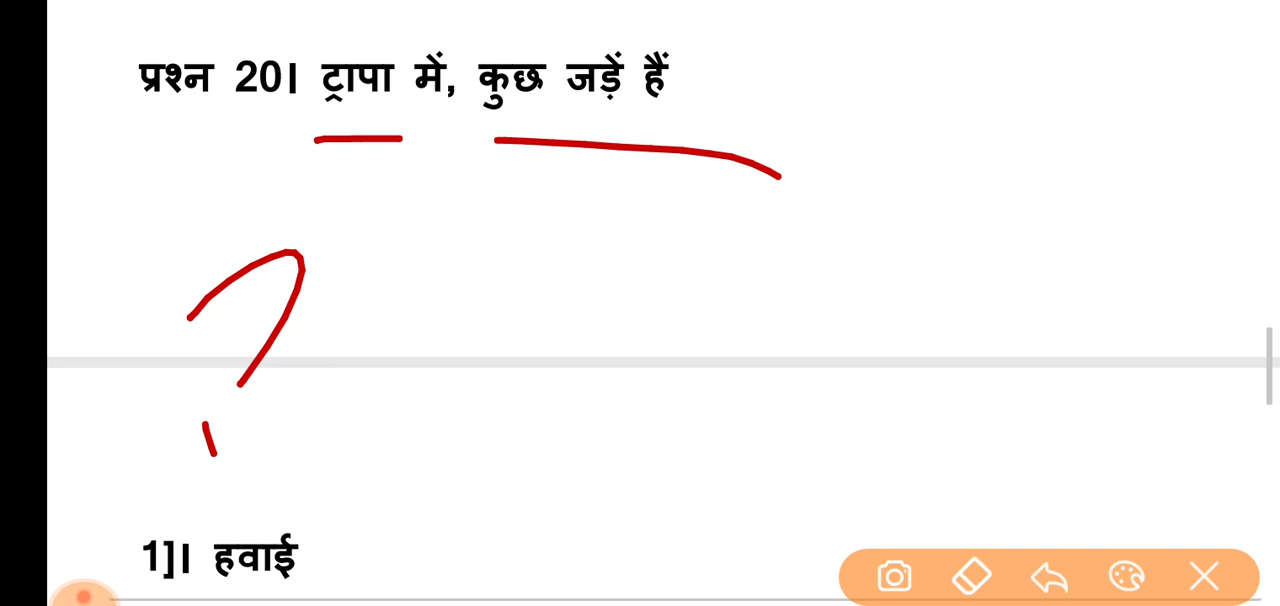 प्रश्न 20। ट्रापा में, कुछ जड़ें हैं
?
1]। हवाई